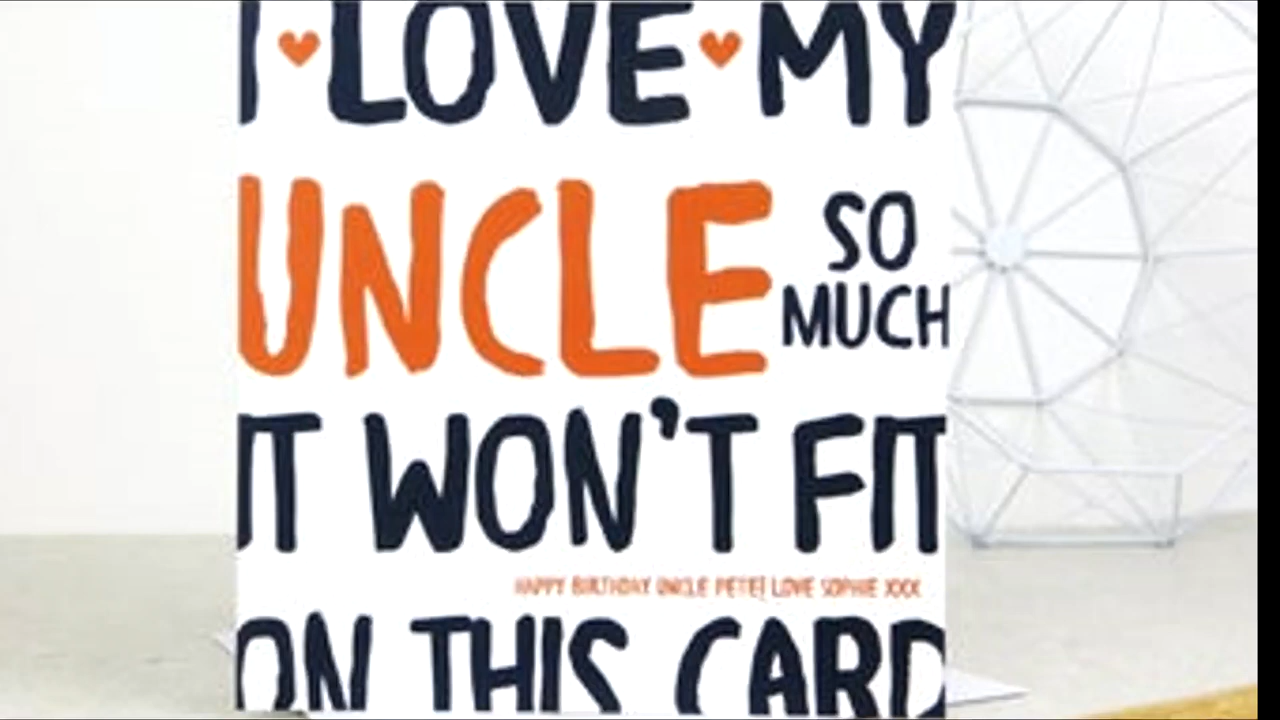 I LOVE MY
UNCLE SO MUCH
IT WON'T FIT
HAPPY BIRTHDAY UNCLE PETE! LOVE SOPHIE XXX
ON THIS CARD